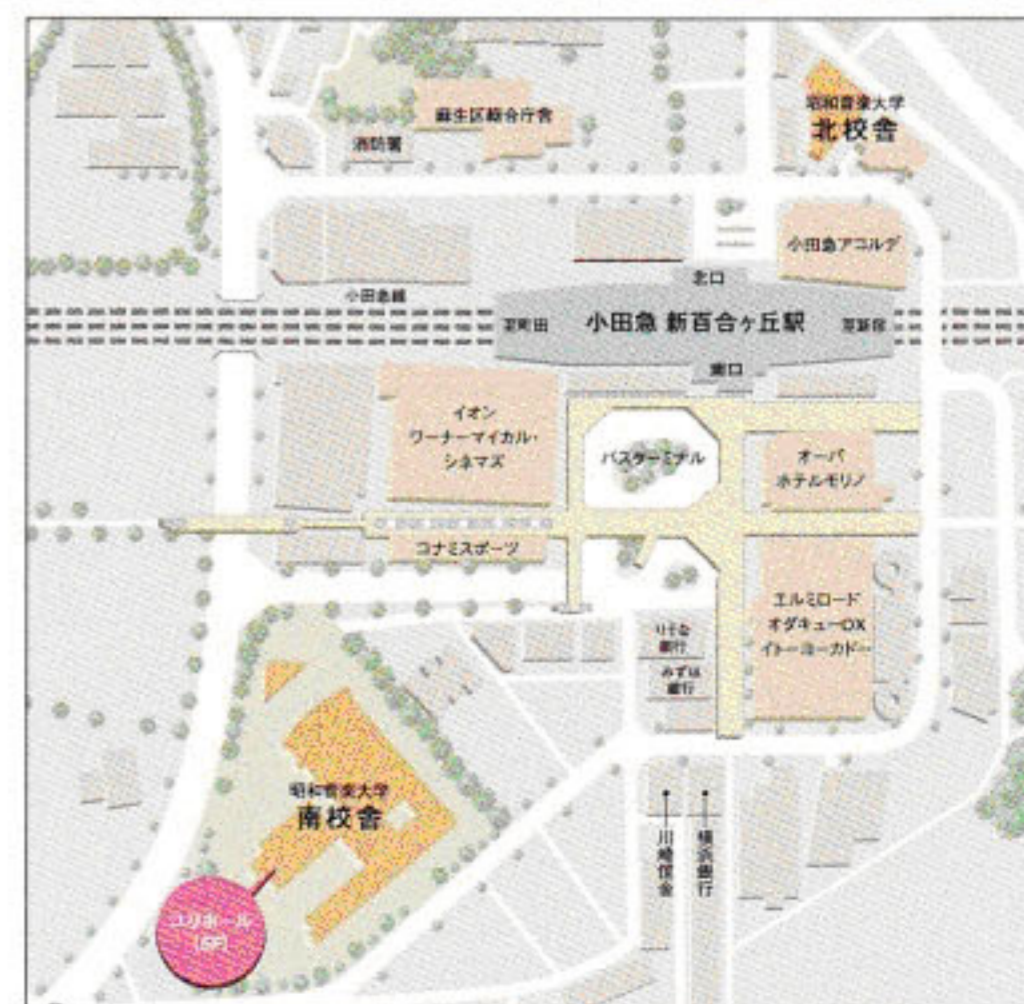 麻生区総合庁舎
消防署
昭和音楽大学
北校舎
小田急アコルデ
小田急線
北口
至町田
小田急 新百合ヶ丘駅
至新宿
南口
イオン
ワーナーマイカル・
シネマズ
バスターミナル
オーパ
ホテルモリノ
コナミスポーツ
エルミロード
オダキューOX
イトーヨーカドー
りそな
銀行
みずほ
銀行
昭和音楽大学
南校舎
川崎信金
横浜銀行
ユリホール